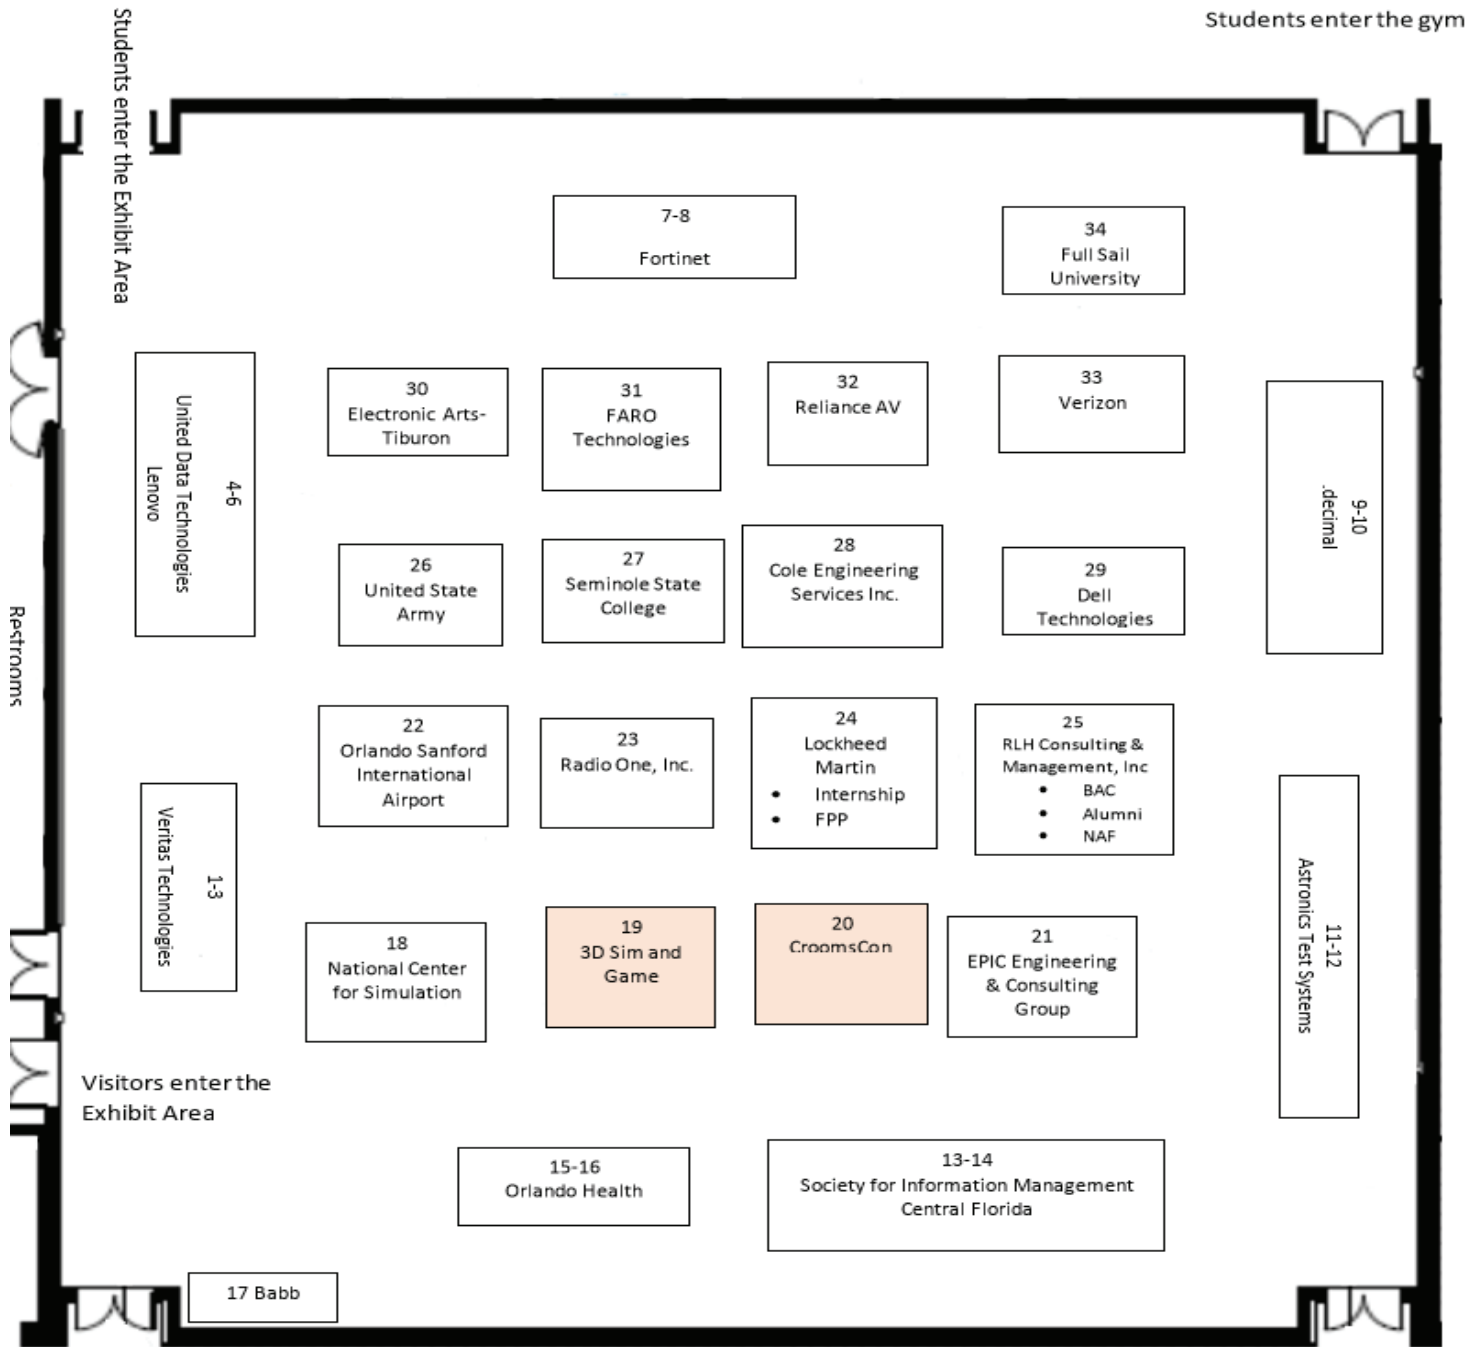 Students enter the gym
Students enter the Exhibit Area
7-8
Fortinet
34
Full Sail
University
4-6
United Data Technologies
Lenovo
30
Electronic Arts-
Tiburon
31
FARO
Technologies
32
Reliance AV
33
Verizon
9-10
.decimal
26
United State
Army
27
Seminole State
College
28
Cole Engineering
Services Inc.
29
Dell
Technologies
Restrooms
22
Orlando Sanford
International
Airport
23
Radio One, Inc.
24
Lockheed
Martin
• Internship
• FPP
25
RLH Consulting &
Management, Inc
• BAC
• Alumni
• NAF
1-3
Veritas Technologies
11-12
Astronics Test Systems
18
National Center
for Simulation
19
3D Sim and
Game
20
CroomsCon
21
EPIC Engineering
& Consulting
Group
Visitors enter the
Exhibit Area
15-16
Orlando Health
13-14
Society for Information Management
Central Florida
17 Babb